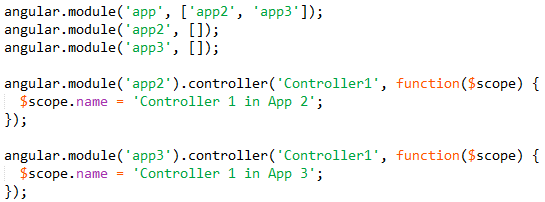 angular.module('app', ['app2', 'app3']);
angular.module('app2', []);
angular.module('app3', []);
angular.module('app2').controller('Controller1', function($scope) {
$scope.name = 'Controller 1 in App 2';
});
angular.module('app3').controller('Controller1', function($scope) {
$scope.name = 'Controller 1 in App 3';
});